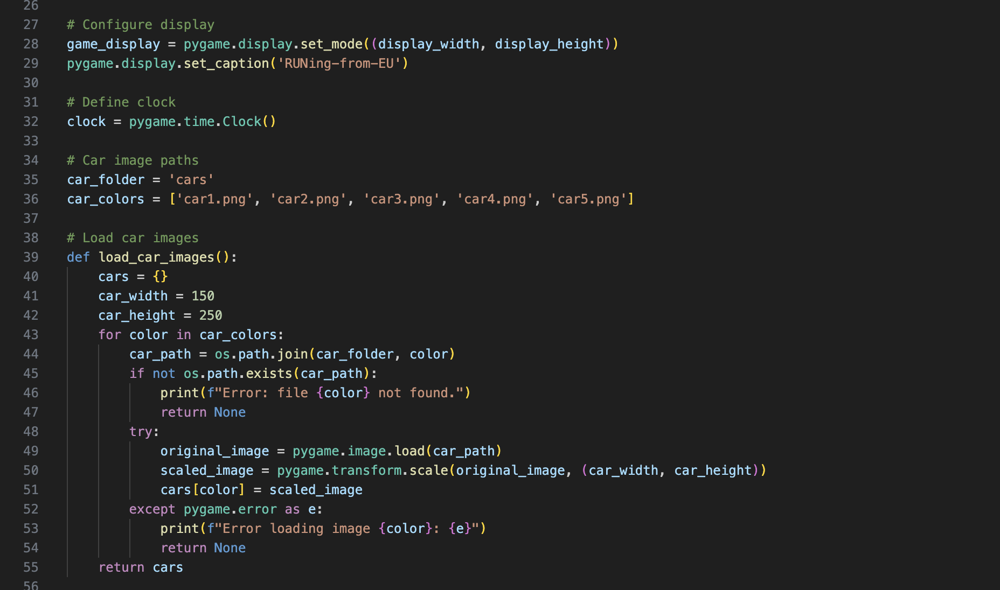 26
27 # Configure display
28 game_display = pygame.display.set_mode((display_width, display_height))
29 pygame.display.set_caption('RUNing-from-EU')
30
31 # Define clock
32 clock = pygame.time.Clock()
33
34 # Car image paths
35 car_folder = 'cars'
36 car_colors = ['car1.png', 'car2.png', 'car3.png', 'car4.png', 'car5.png']
37
38 # Load car images
39 def load_car_images():
40     cars = {}
41     car_width = 150
42     car_height = 250
43     for color in car_colors:
44         car_path = os.path.join(car_folder, color)
45         if not os.path.exists(car_path):
46             print(f"Error: file {color} not found.")
47             return None
48         try:
49             original_image = pygame.image.load(car_path)
50             scaled_image = pygame.transform.scale(original_image, (car_width, car_height))
51             cars[color] = scaled_image
52         except pygame.error as e:
53             print(f"Error loading image {color}: {e}")
54             return None
55     return cars
56